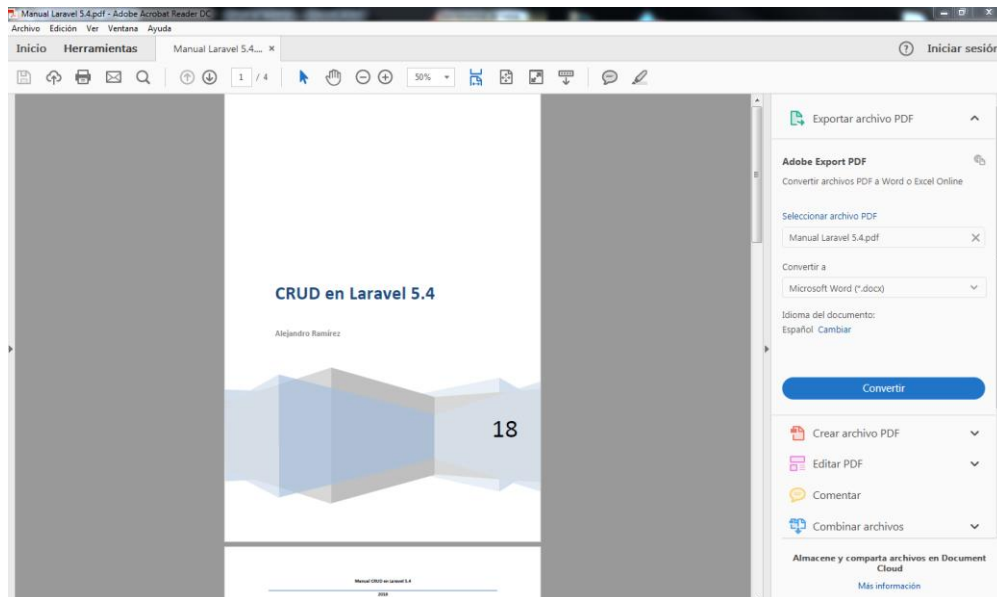 Manual Laravel 5.4.pdf - Adobe Acrobat Reader DC
Archivo Edición Ver Ventana Ayuda
Inicio Herramientas Manual Laravel 5.4.... × ? Iniciar sesión
1 / 4 50%
Exportar archivo PDF
Adobe Export PDF
Convertir archivos PDF a Word o Excel Online
Seleccionar archivo PDF
Manual Laravel 5.4.pdf
Convertir a
Microsoft Word (*.docx)
Idioma del documento:
Español Cambiar
Convertir
Crear archivo PDF
Editar PDF
Comentar
Combinar archivos
Almacene y comparta archivos en Document
Cloud
Más información
CRUD en Laravel 5.4
Alejandro Ramírez
18
Manual CRUD en Laravel 5.4